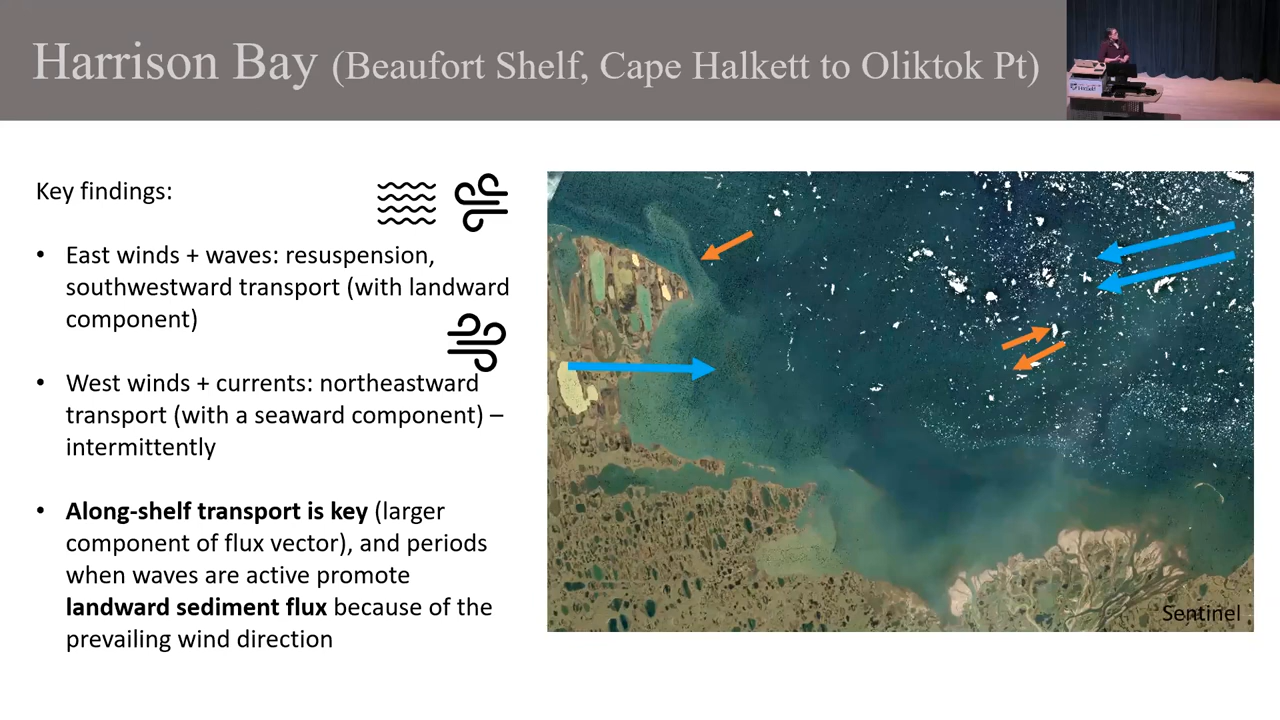 Harrison Bay (Beaufort Shelf, Cape Halkett to Oliktok Pt)
Key findings:
• East winds + waves: resuspension,
southwestward transport (with landward
component)
• West winds + currents: northeastward
transport (with a seaward component) –
intermittently
• Along-shelf transport is key (larger
component of flux vector), and periods
when waves are active promote
landward sediment flux because of the
prevailing wind direction
Sentinel